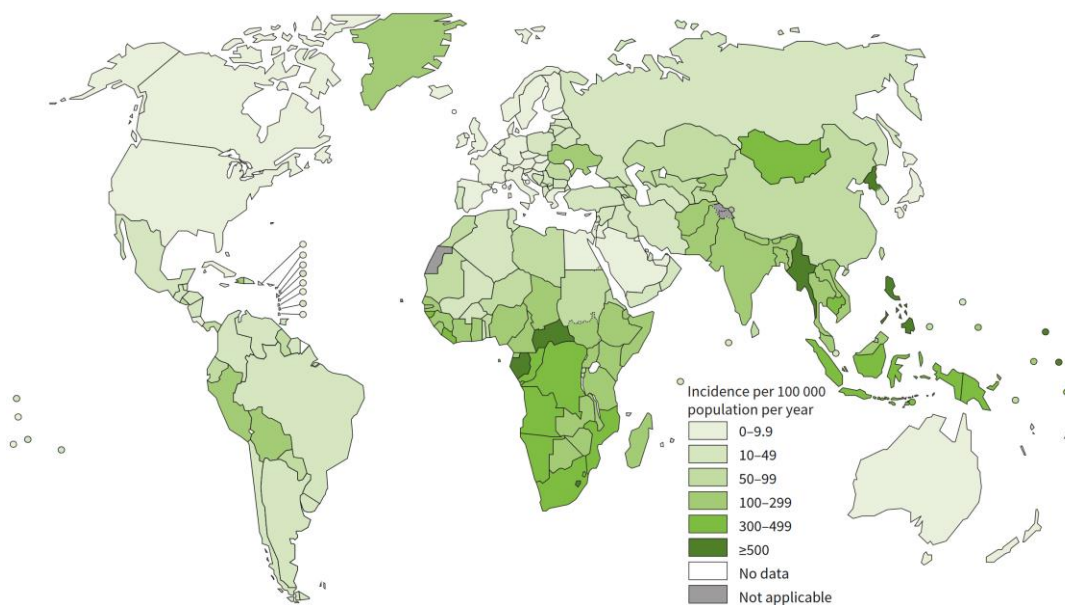 Incidence per 100 000
population per year
0–9.9
10–49
50–99
100–299
300–499
≥500
No data
Not applicable